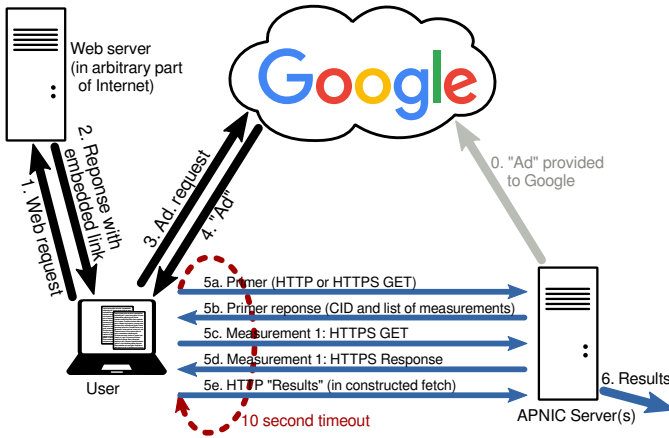 Web server
(in arbitrary part
of Internet)
Google
0. "Ad" provided
to Google
1. Web request
2. Reponse with
embedded link
3. Ad. request
4. "Ad"
5a. Primer (HTTP or HTTPS GET)
5b. Primer reponse (CID and list of measurements)
5c. Measurement 1: HTTPS GET
5d. Measurement 1: HTTPS Response
5e. HTTP "Results" (in constructed fetch)
10 second timeout
User
APNIC Server(s)
6. Results